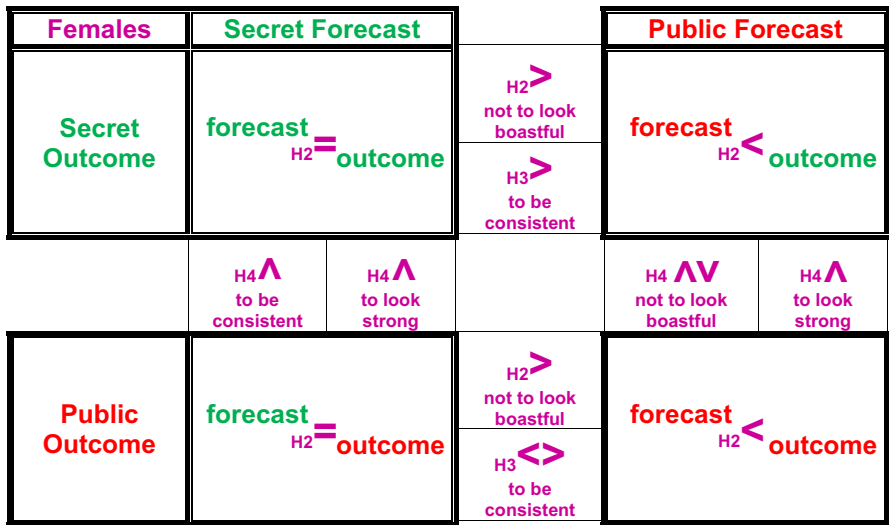 Females
Secret Forecast
Public Forecast
Secret
Outcome
forecast
H2 =
outcome
H2 >
not to look
boastful
H3 >
to be
consistent
forecast
H2 <
outcome
H4 Λ
to be
consistent
H4 Λ
to look
strong
H4 ΛV
not to look
boastful
H4 Λ
to look
strong
Public
Outcome
forecast
H2 =
outcome
H2 >
not to look
boastful
H3 <>
to be
consistent
forecast
H2 <
outcome